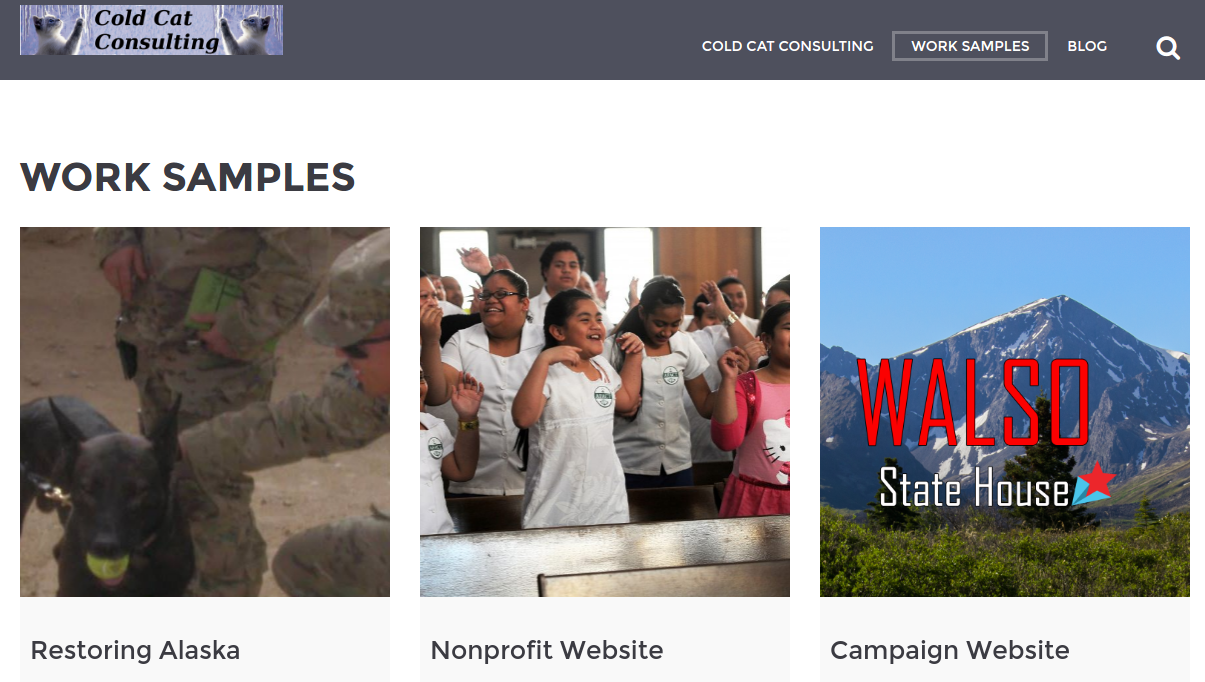 Cold Cat
Consulting
COLD CAT CONSULTING
WORK SAMPLES
BLOG
WORK SAMPLES
WALSO
State House
Restoring Alaska
Nonprofit Website
Campaign Website